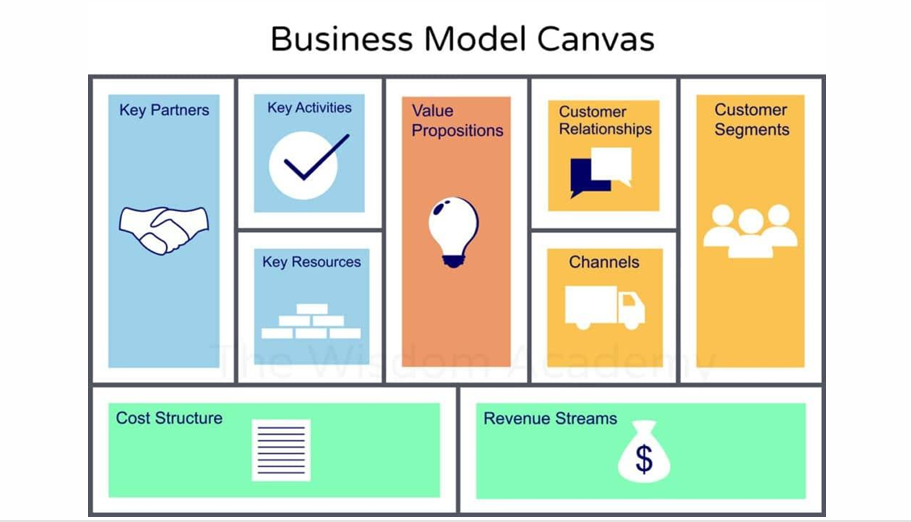 Business Model Canvas
Key Partners
Key Activities
Key Resources
Value
Propositions
Customer
Relationships
Channels
Customer
Segments
The Wisdom Academy
Cost Structure
Revenue Streams
$